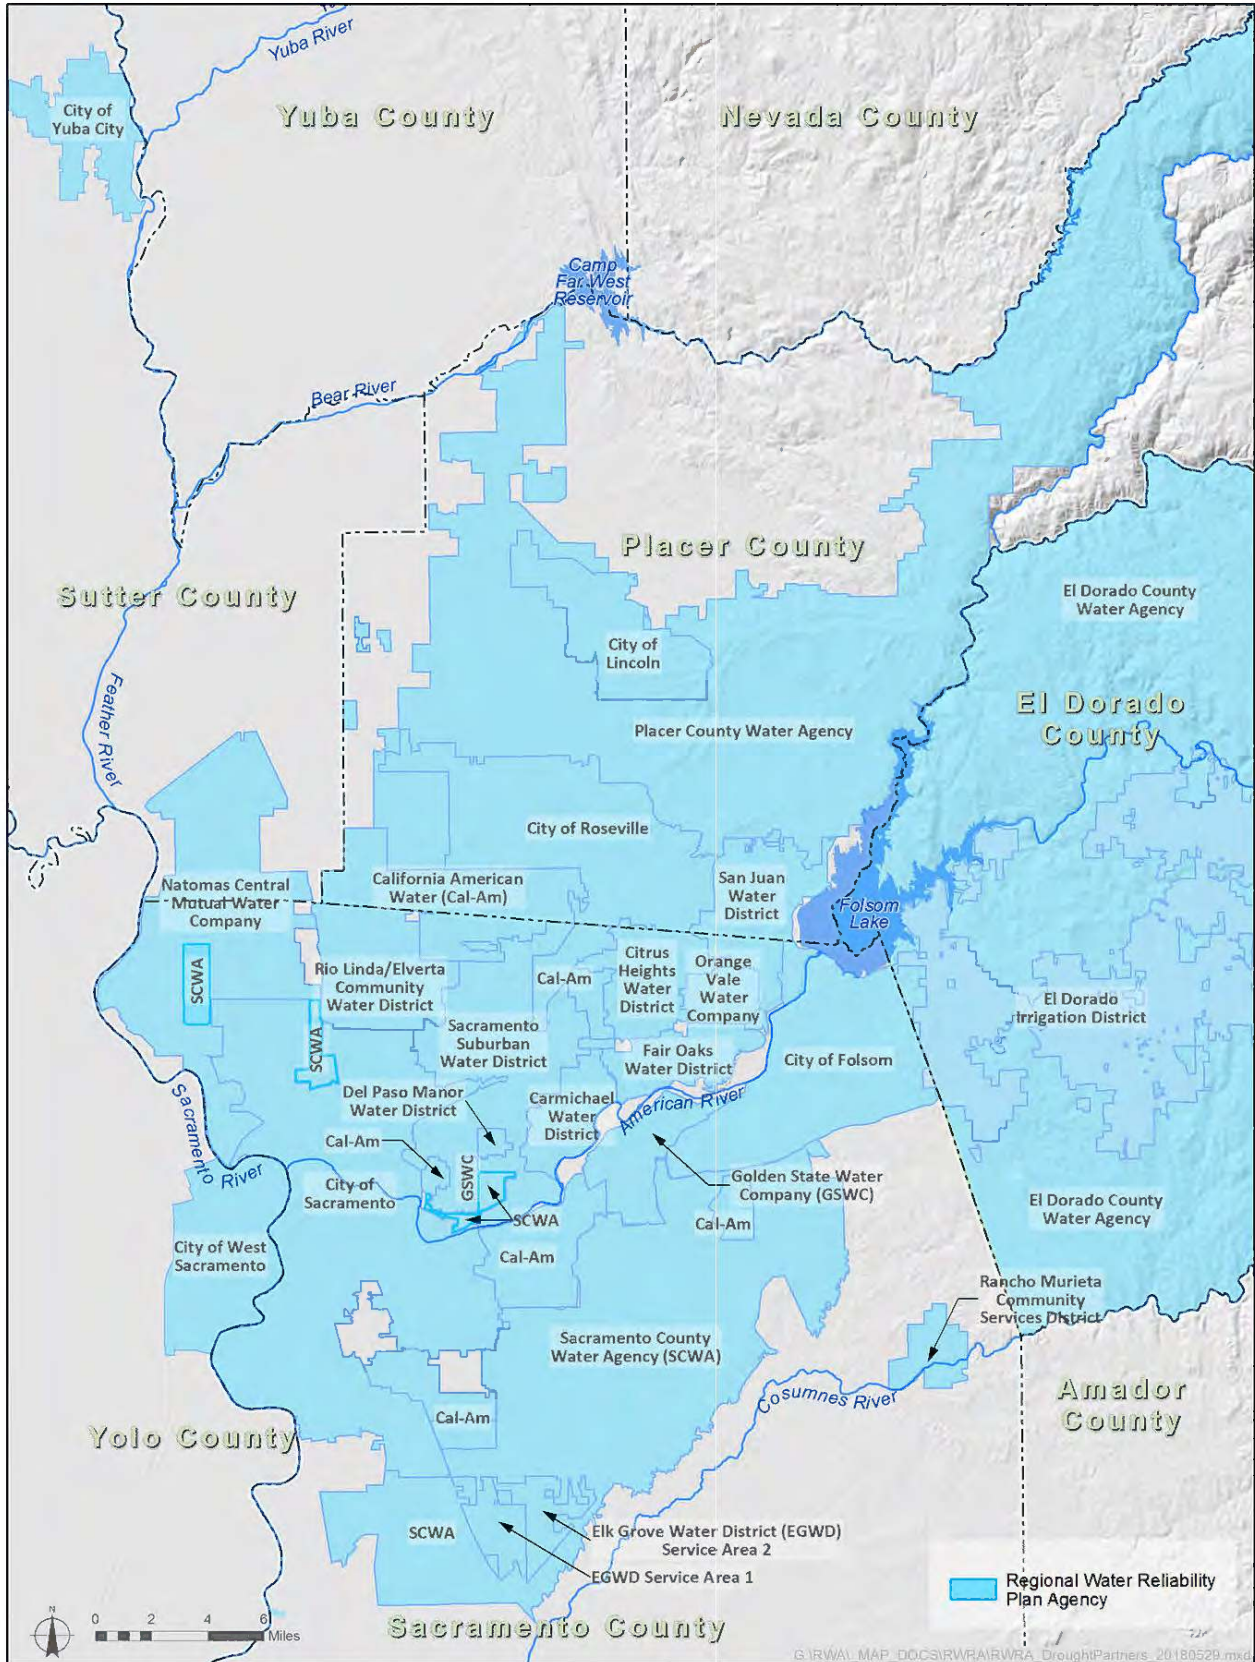 Yuba River
City of
Yuba City
Yuba County
Nevada County
Camp
Far West
Reservoir
Bear River
Placer County
Sutter County
El Dorado County
Water Agency
City of
Lincoln
Feather River
Placer County Water Agency
El Dorado
County
City of Roseville
Natomas Central
Mutual Water
Company
California American
Water (Cal-Am)
San Juan
Water
District
Folsom
Lake
SCWA
Rio Linda/Elverta
Community
Water District
Cal-Am
Citrus
Heights
Water
District
Orange
Vale
Water
Company
El Dorado
Irrigation District
SCWA
Sacramento
Suburban
Water District
Fair Oaks
Water District
City of Folsom
Del Paso Manor
Water District
Carmichael
Water
District
American River
Sacramento River
Cal-Am
GSWC
City of
Sacramento
Golden State Water
Company (GSWC)
SCWA
Cal-Am
Cal-Am
El Dorado County
Water Agency
City of West
Sacramento
Rancho Murieta
Community
Services District
Sacramento County
Water Agency (SCWA)
Cosumnes River
Amador
County
Cal-Am
Yolo County
SCWA
Elk Grove Water District (EGWD)
Service Area 2
EGWD Service Area 1
Regional Water Reliability
Plan Agency
N
0 2 4 6
Miles
Sacramento County
G:\RWA\_MAP_DOCS\RWRA\RWRA_DroughtPartners_20180529.mxd